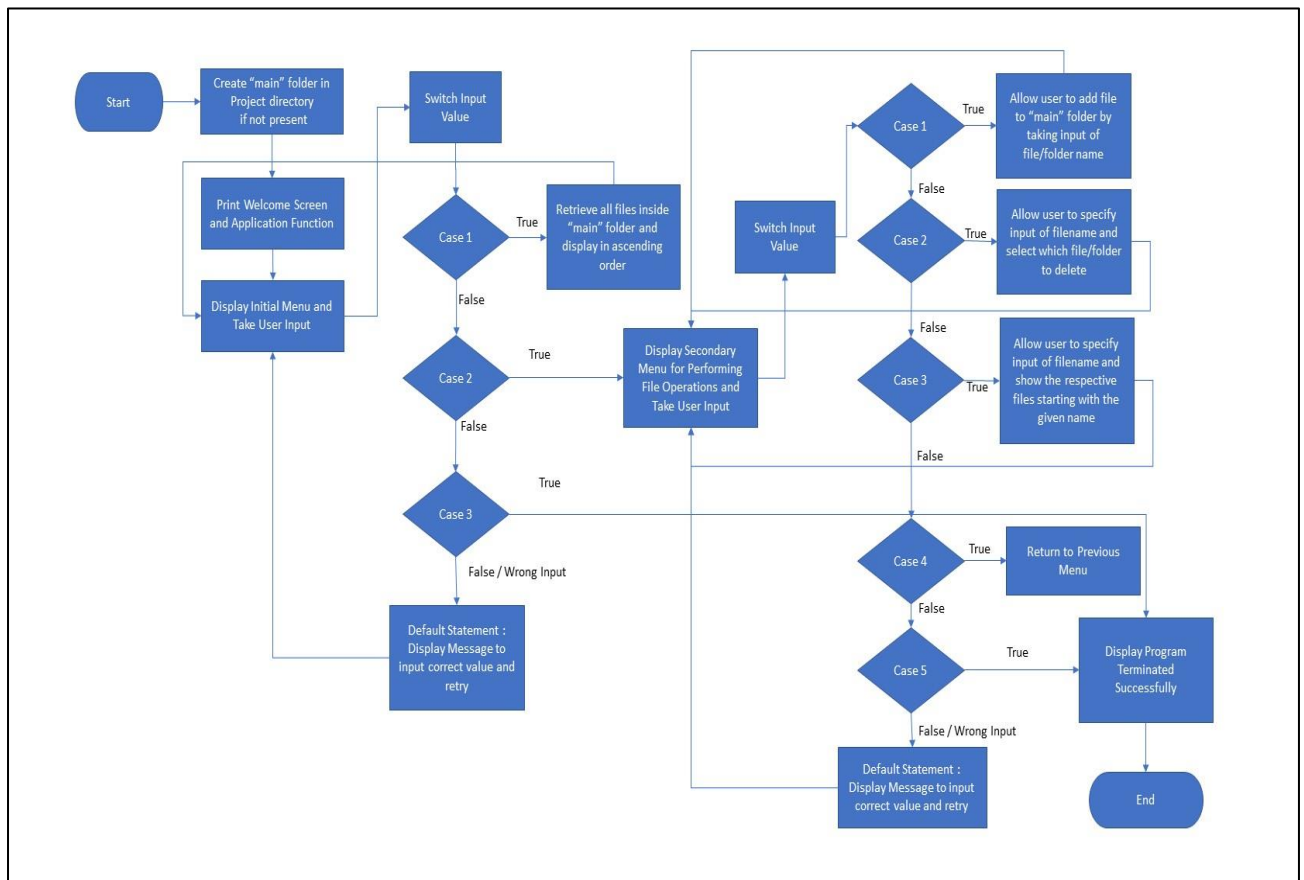 Start
Create “main” folder in
Project directory
if not present
Print Welcome Screen
and Application Function
Display Initial Menu and
Take User Input
Switch Input
Value
Case 1
True
Retrieve all files inside
“main” folder and
display in ascending
order
False
Case 2
True
False
Case 3
True
False / Wrong Input
Default Statement :
Display Message to
input correct value and
retry
Display Secondary
Menu for Performing
File Operations and
Take User Input
Switch Input
Value
Case 1
True
Allow user to add file
to “main” folder by
taking input of
file/folder name
False
Case 2
True
Allow user to specify
input of filename and
select which file/folder
to delete
False
Case 3
True
Allow user to specify
input of filename and
show the respective
files starting with the
given name
False
Case 4
True
Return to Previous
Menu
False
Case 5
True
Display Program
Terminated
Successfully
False / Wrong Input
Default Statement :
Display Message to input
correct value and retry
End